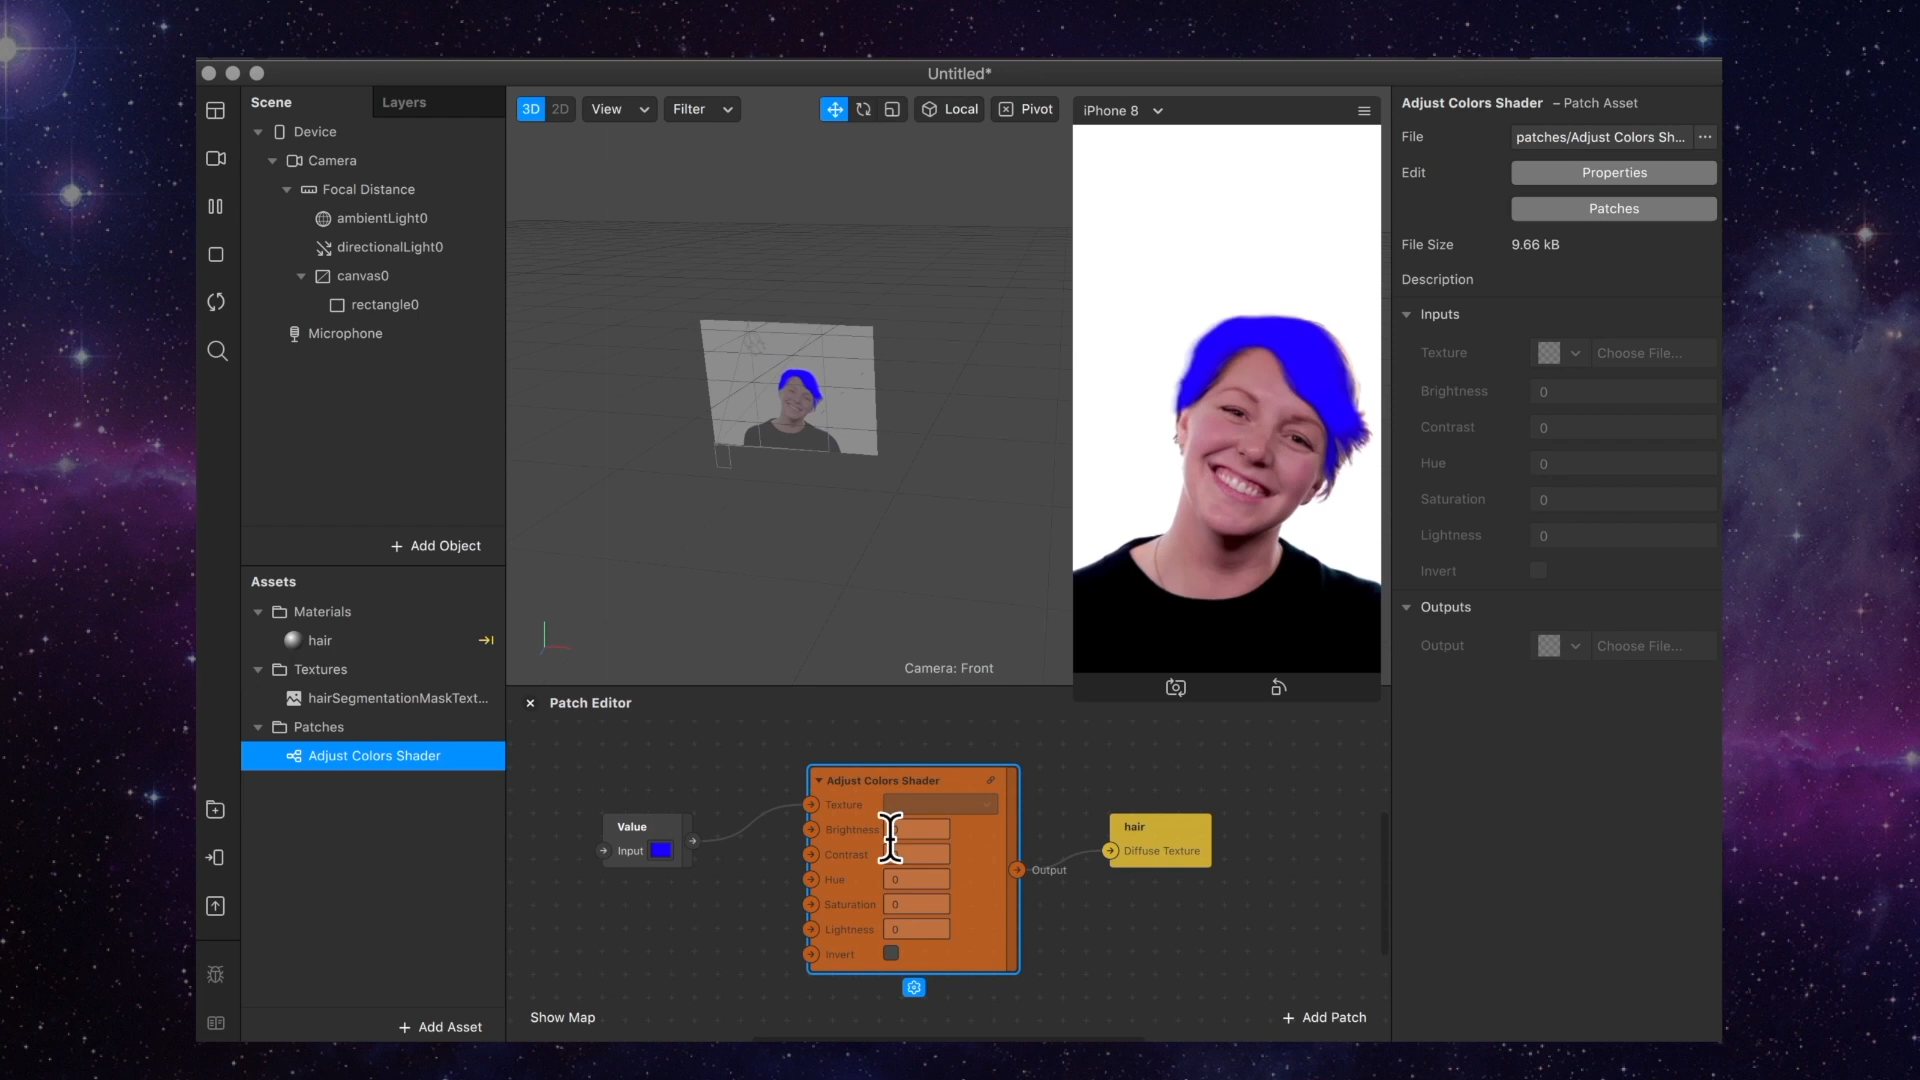 Untitled*
Scene
Layers
Device
Camera
Focal Distance
ambientLight0
directionalLight0
canvas0
rectangle0
Microphone
+ Add Object
Assets
Materials
hair
Textures
hairSegmentationMaskText...
Patches
Adjust Colors Shader
+ Add Asset
3D 2D View Filter Local Pivot
Camera: Front
iPhone 8
Patch Editor
Value
Input
Adjust Colors Shader
Texture
Brightness
Contrast
Hue 0
Saturation 0
Lightness 0
Invert
Output
hair
Diffuse Texture
Show Map
+ Add Patch
Adjust Colors Shader – Patch Asset
File patches/Adjust Colors Sh... ...
Edit Properties
Patches
File Size 9.66 kB
Description
Inputs
Texture Choose File...
Brightness 0
Contrast 0
Hue 0
Saturation 0
Lightness 0
Invert
Outputs
Output Choose File...